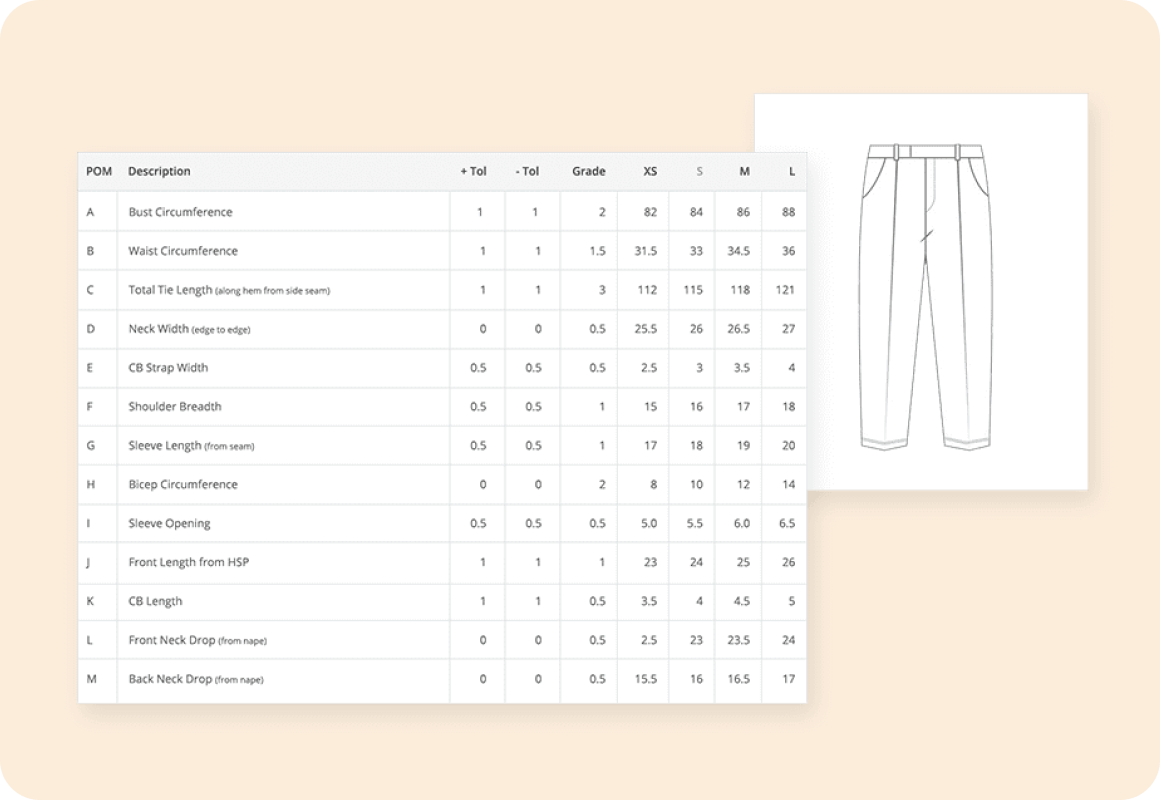 POM Description + Tol - Tol Grade XS S M L
A Bust Circumference 1 1 2 82 84 86 88
B Waist Circumference 1 1 1.5 31.5 33 34.5 36
C Total Tie Length (along hem from side seam) 1 1 3 112 115 118 121
D Neck Width (edge to edge) 0 0 0.5 25.5 26 26.5 27
E CB Strap Width 0.5 0.5 0.5 2.5 3 3.5 4
F Shoulder Breadth 0.5 0.5 1 15 16 17 18
G Sleeve Length (from seam) 0.5 0.5 1 17 18 19 20
H Bicep Circumference 0 0 2 8 10 12 14
I Sleeve Opening 0.5 0.5 0.5 5.0 5.5 6.0 6.5
J Front Length from HSP 1 1 1 23 24 25 26
K CB Length 1 1 0.5 3.5 4 4.5 5
L Front Neck Drop (from nape) 0 0 0.5 2.5 23 23.5 24
M Back Neck Drop (from nape) 0 0 0.5 15.5 16 16.5 17